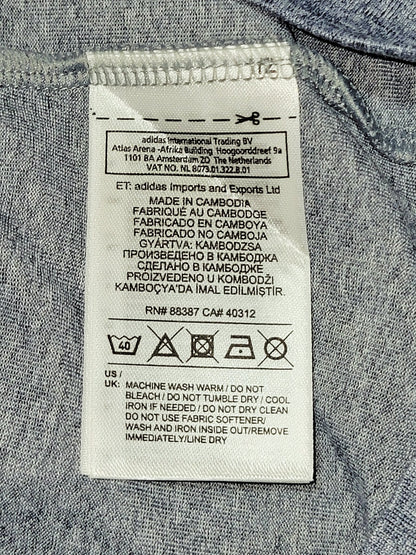 adidas International Trading BV
Atlas Arena -Afrika Building Hoogoorddreef 9a
1101 BA Amsterdam ZO The Netherlands
VAT NO. NL 8073.01.322.B.01
ET: adidas Imports and Exports Ltd
MADE IN CAMBODIA
FABRIQUÉ AU CAMBODGE
FABRICADO EN CAMBOYA
FABRICADO NO CAMBOJA
GYÁRTVA: KAMBODZSA
ПРОИЗВЕДЕНО В КАМБОДЖА
СДЕЛАНО В КАМБОДЖЕ
PROIZVEDENO U KOMBODŽI
KAMBOÇYA'DA İMAL EDİLMİŞTİR.
RN# 88387 CA# 40312
40
US /
UK: MACHINE WASH WARM / DO NOT
BLEACH / DO NOT TUMBLE DRY / COOL
IRON IF NEEDED / DO NOT DRY CLEAN
DO NOT USE FABRIC SOFTENER/
WASH AND IRON INSIDE OUT/REMOVE
IMMEDIATELY/LINE DRY